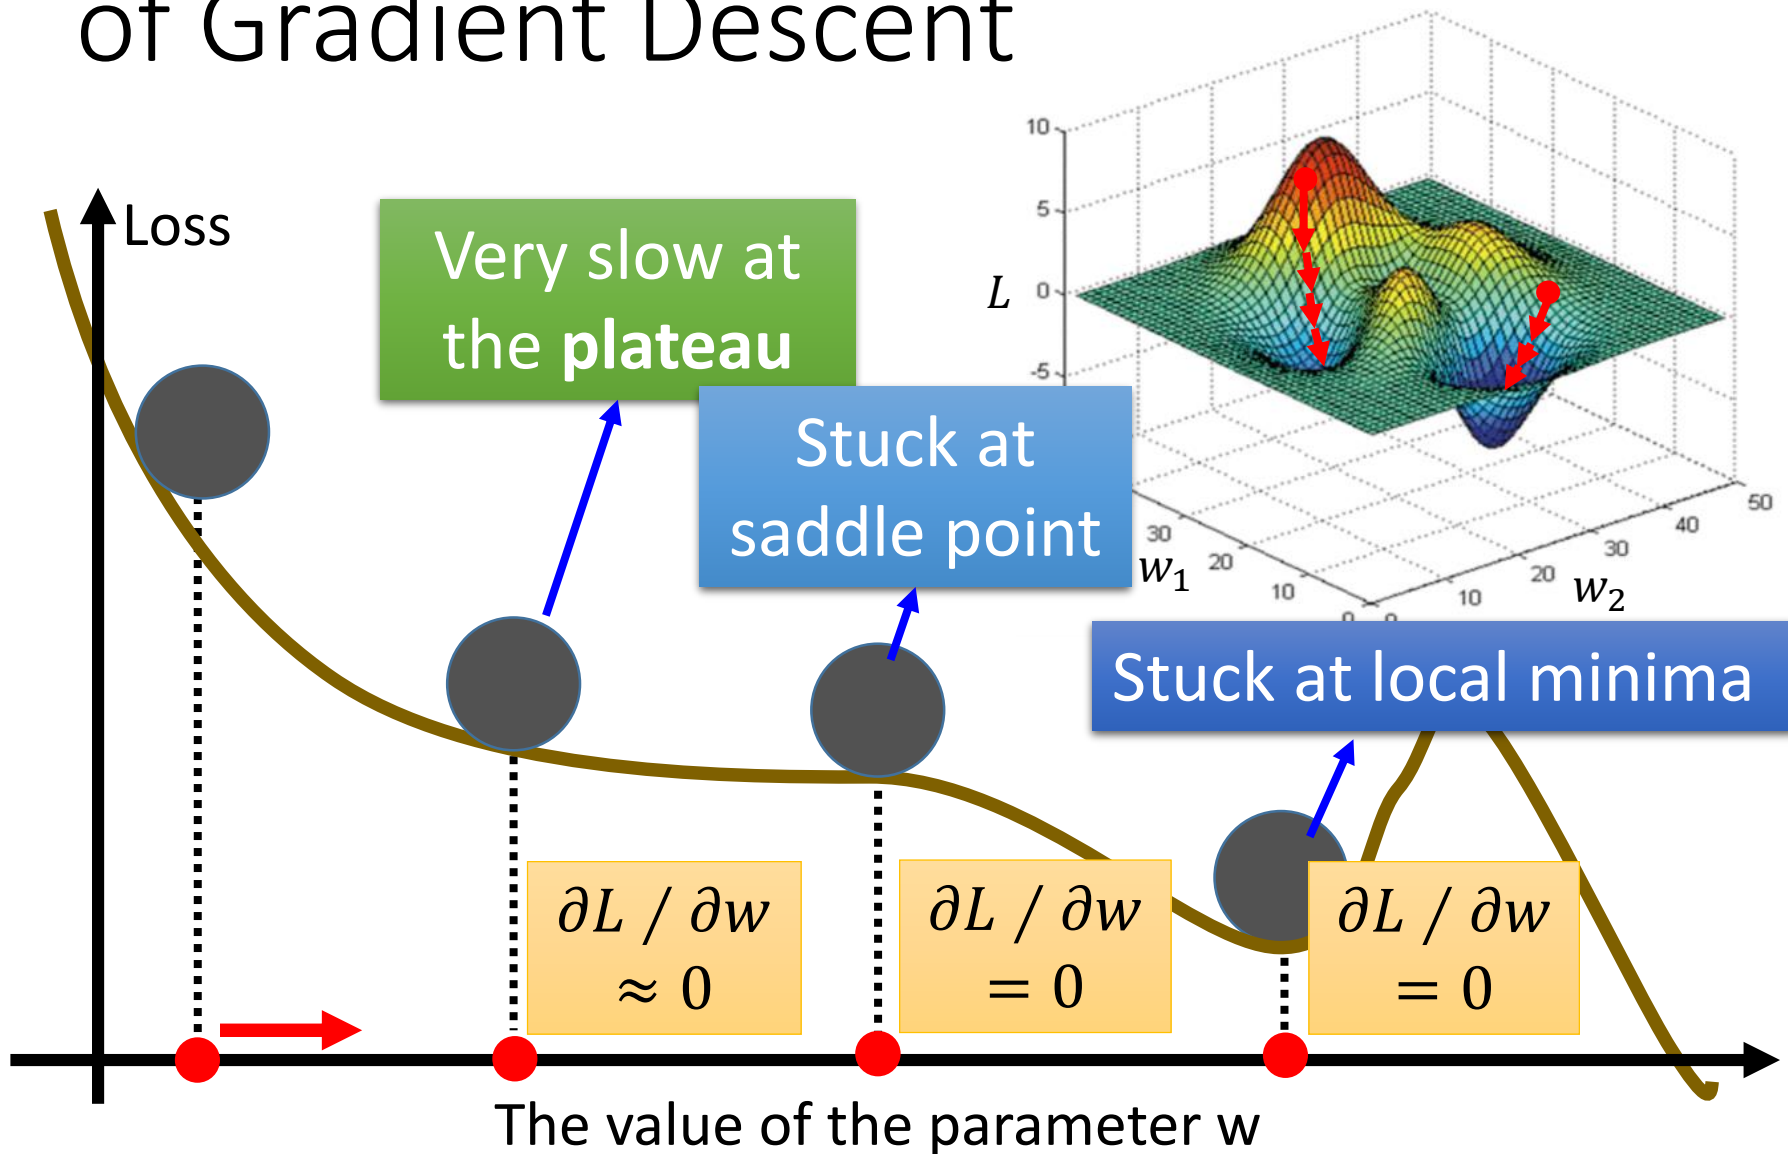 of Gradient Descent
Loss
Very slow at
the plateau
Stuck at
saddle point
Stuck at local minima
10
5
0
-5
L
30
20
10
0
w₁
0
10
20
30
40
50
w₂
∂L / ∂w
≈ 0
∂L / ∂w
= 0
∂L / ∂w
= 0
The value of the parameter w